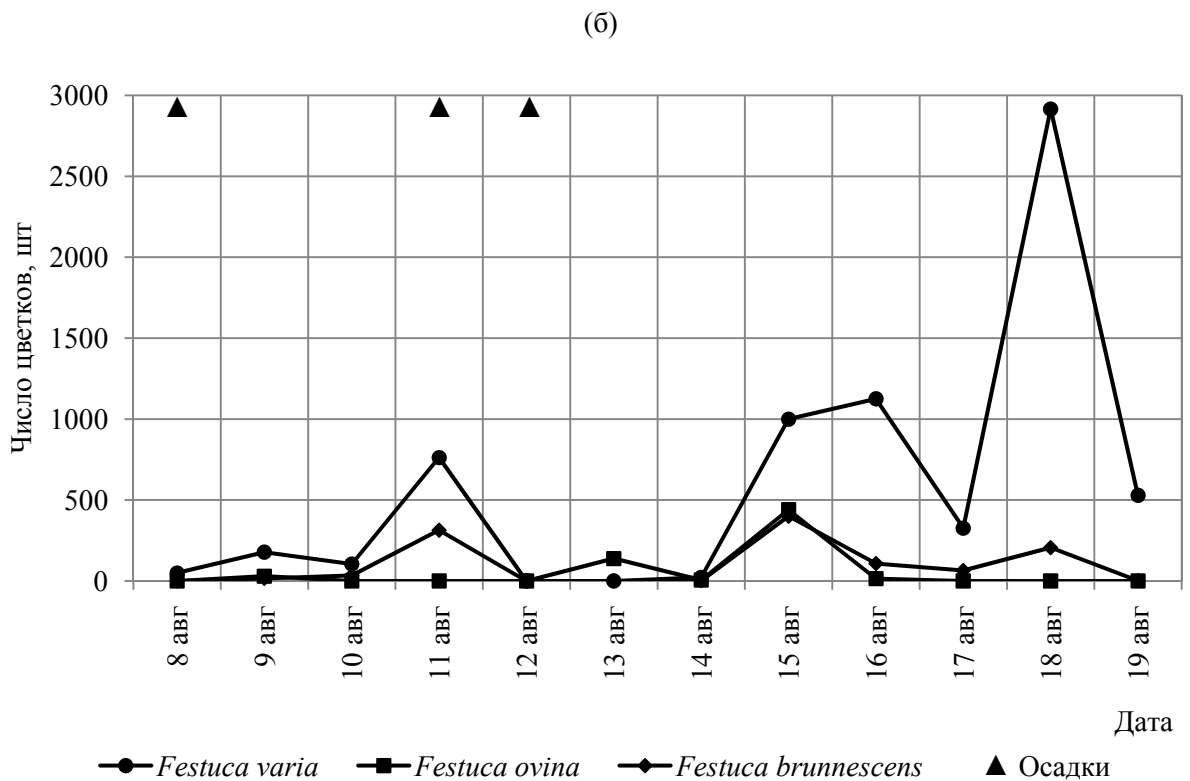 (б)
Число цветков, шт
3000
2500
2000
1500
1000
500
0
8 авг
9 авг
10 авг
11 авг
12 авг
13 авг
14 авг
15 авг
16 авг
17 авг
18 авг
19 авг
Дата
Festuca varia Festuca ovina Festuca brunnescens Осадки